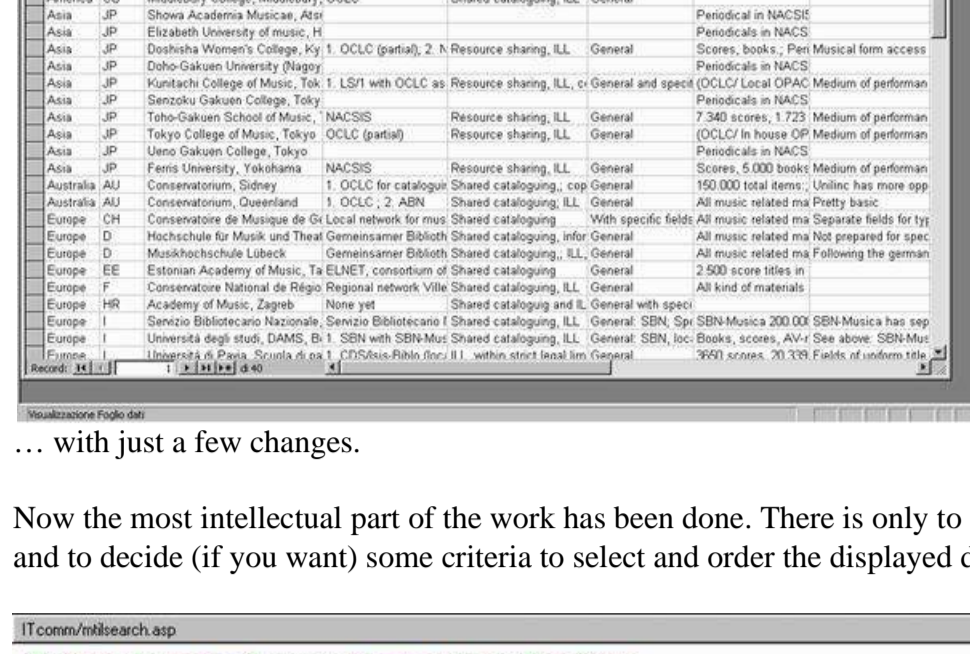 Asia JP Showa Academia Musicae, Atsi Periodical in NACSIS
Asia JP Elizabeth University of music, H Periodicals in NACS
Asia JP Doshisha Women's College, Ky 1. OCLC (partial); 2. N Resource sharing, ILL General Scores, books.; Peri Musical form access
Asia JP Doho-Gakuen University (Nagoy Periodicals in NACS
Asia JP Kunitachi College of Music, Tok 1. LS/1 with OCLC as Resource sharing, ILL, c General and specif (OCLC/ Local OPAC Medium of performan
Asia JP Senzoku Gakuen College, Toky Periodicals in NACS
Asia JP Toho-Gakuen School of Music, NACSIS Resource sharing, ILL General 7.340 scores, 1.723 Medium of performan
Asia JP Tokyo College of Music, Tokyo OCLC (partial) Resource sharing, ILL (OCLC/ In house OP Medium of performan
Asia JP Ueno Gakuen College, Tokyo Periodicals in NACS
Asia JP Ferris University, Yokohama NACSIS Resource sharing, ILL General Scores, 5.000 books Medium of performan
Australia AU Conservatorium, Sidney 1. OCLC for cataloguin Shared cataloguing,; cop General 150.000 total items:; Unilinc has more opp
Australia AU Conservatorium, Queenland 1. OCLC ; 2. ABN Shared cataloguing; ILL General All music related ma Pretty basic
Europe CH Conservatoire de Musique de Ge Local network for mus Shared cataloguing With specific fields All music related ma Separate fields for typ
Europe D Hochschule für Musik und Theat Gemeinsamer Biblioth Shared cataloguing, infor General All music related ma Not prepared for spec
Europe D Musikhochschule Lübeck Gemeinsamer Biblioth Shared cataloguing,; ILL, General All music related ma Following the german
Europe EE Estonian Academy of Music, Ta ELNET, consortium of Shared cataloguing General 2.500 score titles in
Europe F Conservatoire National de Régio Regional network Ville Shared cataloguing, ILL General All kind of materials
Europe HR Academy of Music, Zagreb None yet Shared cataloguig and IL General with speci
Europe I Servizio Bibliotecario Nazionale, Servizio Bibliotecario I Shared cataloguing, ILL General: SBN; Spe SBN-Musica 200.00 SBN-Musica has sep
Europe I Università degli studi, DAMS, B 1. SBN with SBN-Mus Shared cataloguing, ILL General: SBN, loc Books, scores, AV-r See above: SBN-Mus
Europe I Università di Pavia, Scuola di pa 1. CDS/Isis-Biblo (loc ILL, within strict legal lim General 3650 scores, 20.339 Fields of uniform title
Record: 1 di 40
Visualizzazione Foglio dati
… with just a few changes.
Now the most intellectual part of the work has been done. There is only to
and to decide (if you want) some criteria to select and order the displayed d
ITcomm/mtilsearch.asp